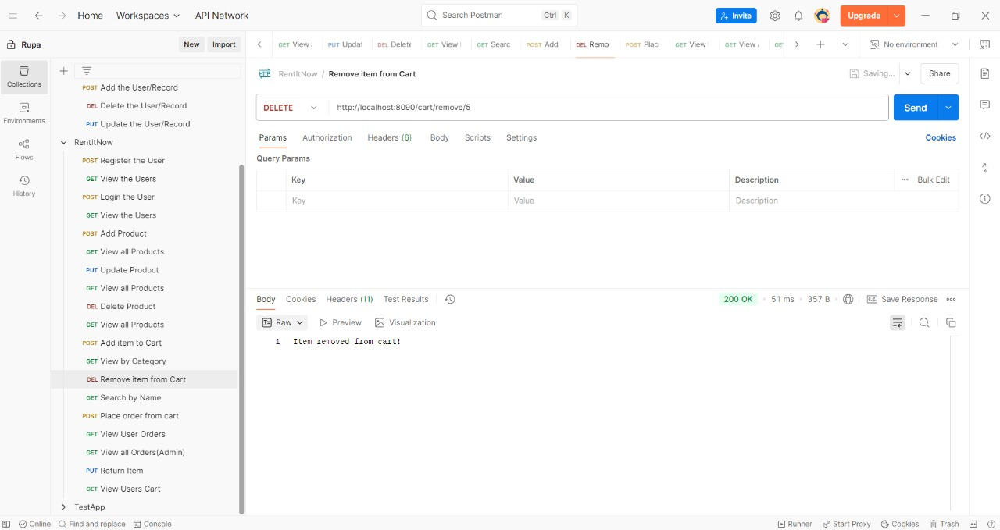 Home Workspaces API Network Search Postman Ctrl K Invite Upgrade
Rupa New Import GET View PUT Updat DEL Delete GET View GET Searc POST Add DEL Remo POST Place GET View GET View No environment
Collections
Environments
Flows
History
POST Add the User/Record
DEL Delete the User/Record
PUT Update the User/Record
RentItNow
POST Register the User
GET View the Users
POST Login the User
GET View the Users
POST Add Product
GET View all Products
PUT Update Product
GET View all Products
DEL Delete Product
GET View all Products
POST Add item to Cart
GET View by Category
DEL Remove item from Cart
GET Search by Name
POST Place order from cart
GET View User Orders
GET View all Orders(Admin)
PUT Return Item
GET View Users Cart
TestApp
HTTP RentItNow / Remove item from Cart Saving... Share
DELETE http://localhost:8090/cart/remove/5 Send
Params Authorization Headers (6) Body Scripts Settings Cookies
Query Params
Key Value Description Bulk Edit
Key Value Description
Body Cookies Headers (11) Test Results 200 OK 51 ms 357 B Save Response
Raw Preview Visualization
1 Item removed from cart!
Online Find and replace Console Runner Start Proxy Cookies Trash